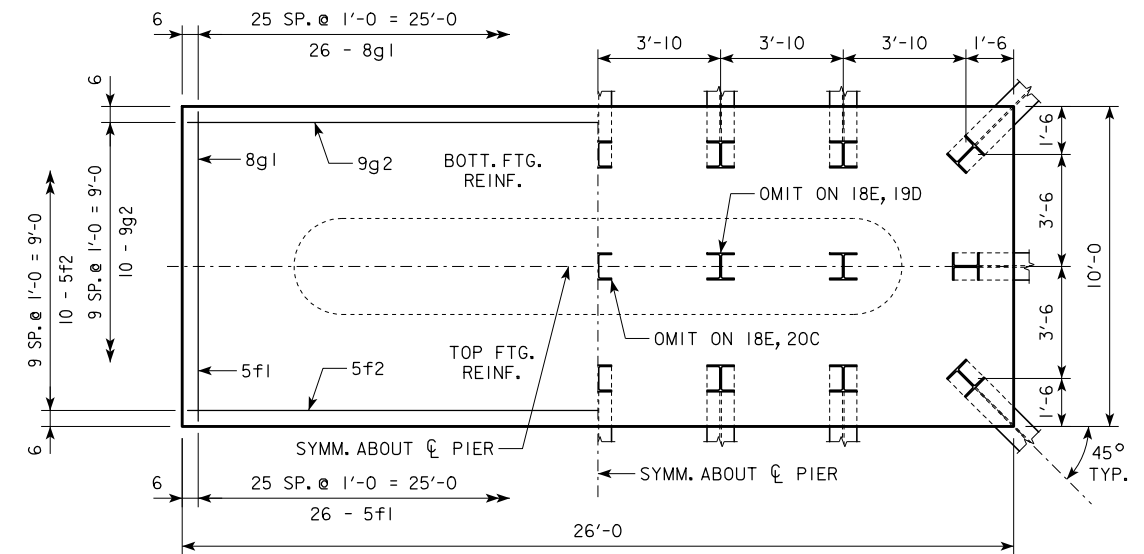 6
25 SP. @ 1'-0 = 25'-0
26 - 8g1
3'-10
3'-10
3'-10
1'-6
6
9 SP. @ 1'-0 = 9'-0
10 - 9g2
9 SP. @ 1'-0 = 9'-0
10 - 5f2
6
8g1
9g2
BOTT. FTG.
REINF.
OMIT ON 18E, 19D
1'-6
3'-6
10'-0
3'-6
1'-6
OMIT ON 18E, 20C
TOP FTG.
REINF.
5f1
5f2
SYMM. ABOUT ℄ PIER
SYMM. ABOUT ℄ PIER
45°
TYP.
6
25 SP. @ 1'-0 = 25'-0
26 - 5f1
26'-0